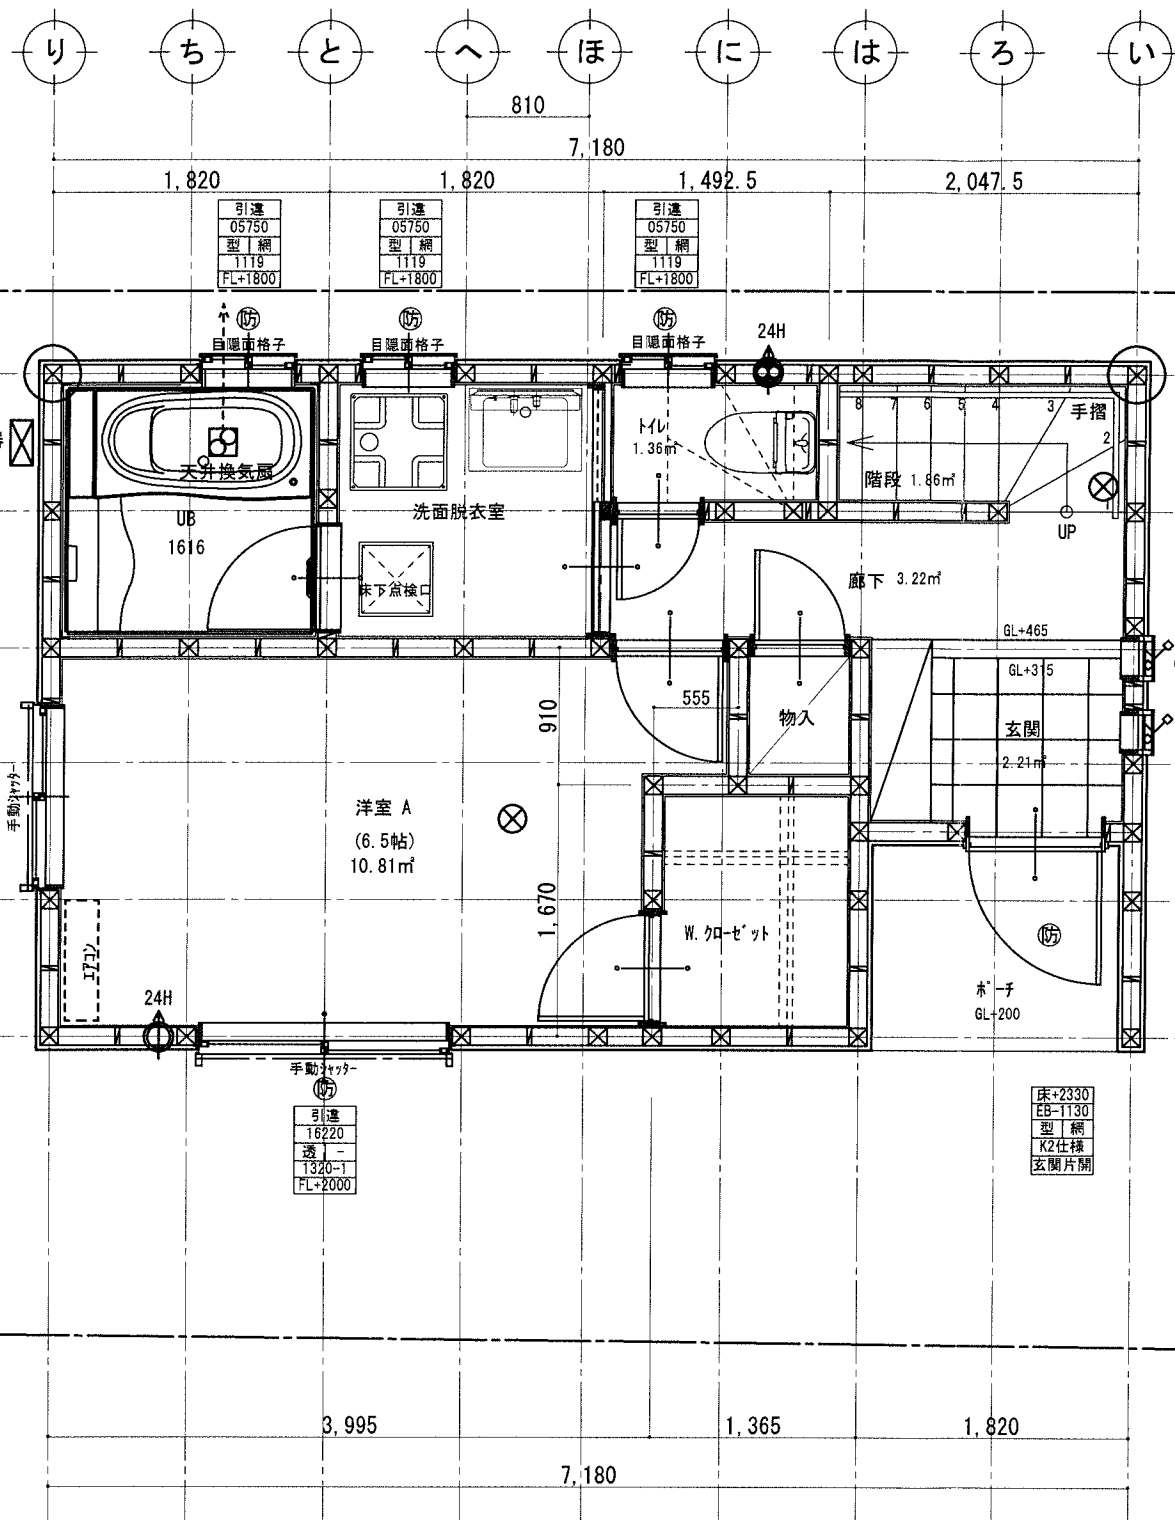 り ち と へ ほ に は ろ い
810
7,180
1,820 1,820 1,492.5 2,047.5
引違
05750
型 網
1119
FL+1800
引違
05750
型 網
1119
FL+1800
引違
05750
型 網
1119
FL+1800
防 防 防
目隠面格子 目隠面格子 目隠面格子
24H
8 7 6 5 4 3 2 1
手摺
トイレ
1.36㎡
階段 1.86㎡
天井換気扇
UB
1616
洗面脱衣室
UP
床下点検口
廊下 3.22㎡
GL+465
GL+315
555
910
物入
玄関
2.21㎡
手動シャッター
洋室 A
(6.5帖)
10.81㎡
1,670
W.クローゼット
エアコン
防
ポーチ
GL-200
24H
手動シャッター
防
引違
16220
透 -
1320-1
FL+2000
床+2330
EB-1130
型 網
K2仕様
玄関片開
3,995 1,365 1,820
7,180